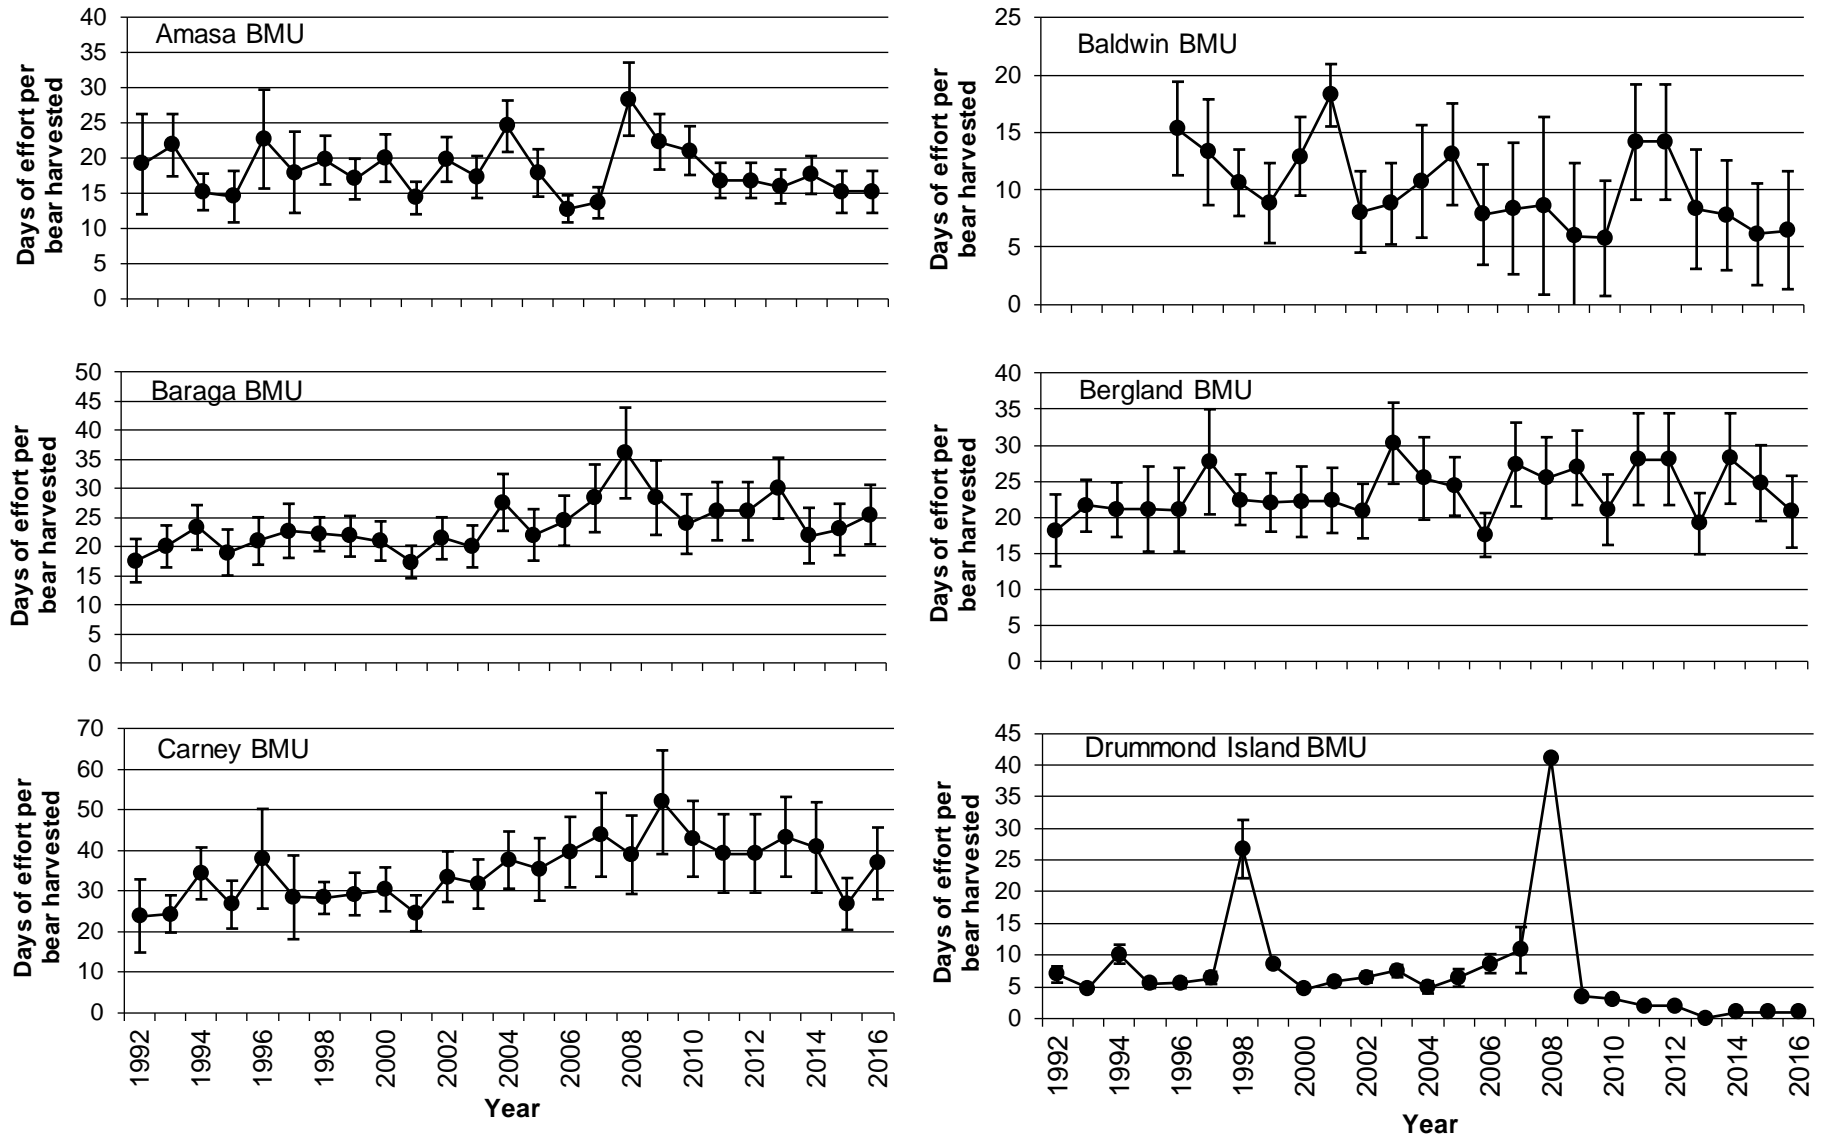 Amasa BMU
Days of effort per
bear harvested
40
35
30
25
20
15
10
5
0
Baldwin BMU
Days of effort per
bear harvested
25
20
15
10
5
0
Baraga BMU
Days of effort per
bear harvested
50
45
40
35
30
25
20
15
10
5
0
Bergland BMU
Days of effort per
bear harvested
40
35
30
25
20
15
10
5
0
Carney BMU
Days of effort per
bear harvested
70
60
50
40
30
20
10
0
1992 1994 1996 1998 2000 2002 2004 2006 2008 2010 2012 2014 2016
Year
Drummond Island BMU
Days of effort per
bear harvested
45
40
35
30
25
20
15
10
5
0
1992 1994 1996 1998 2000 2002 2004 2006 2008 2010 2012 2014 2016
Year